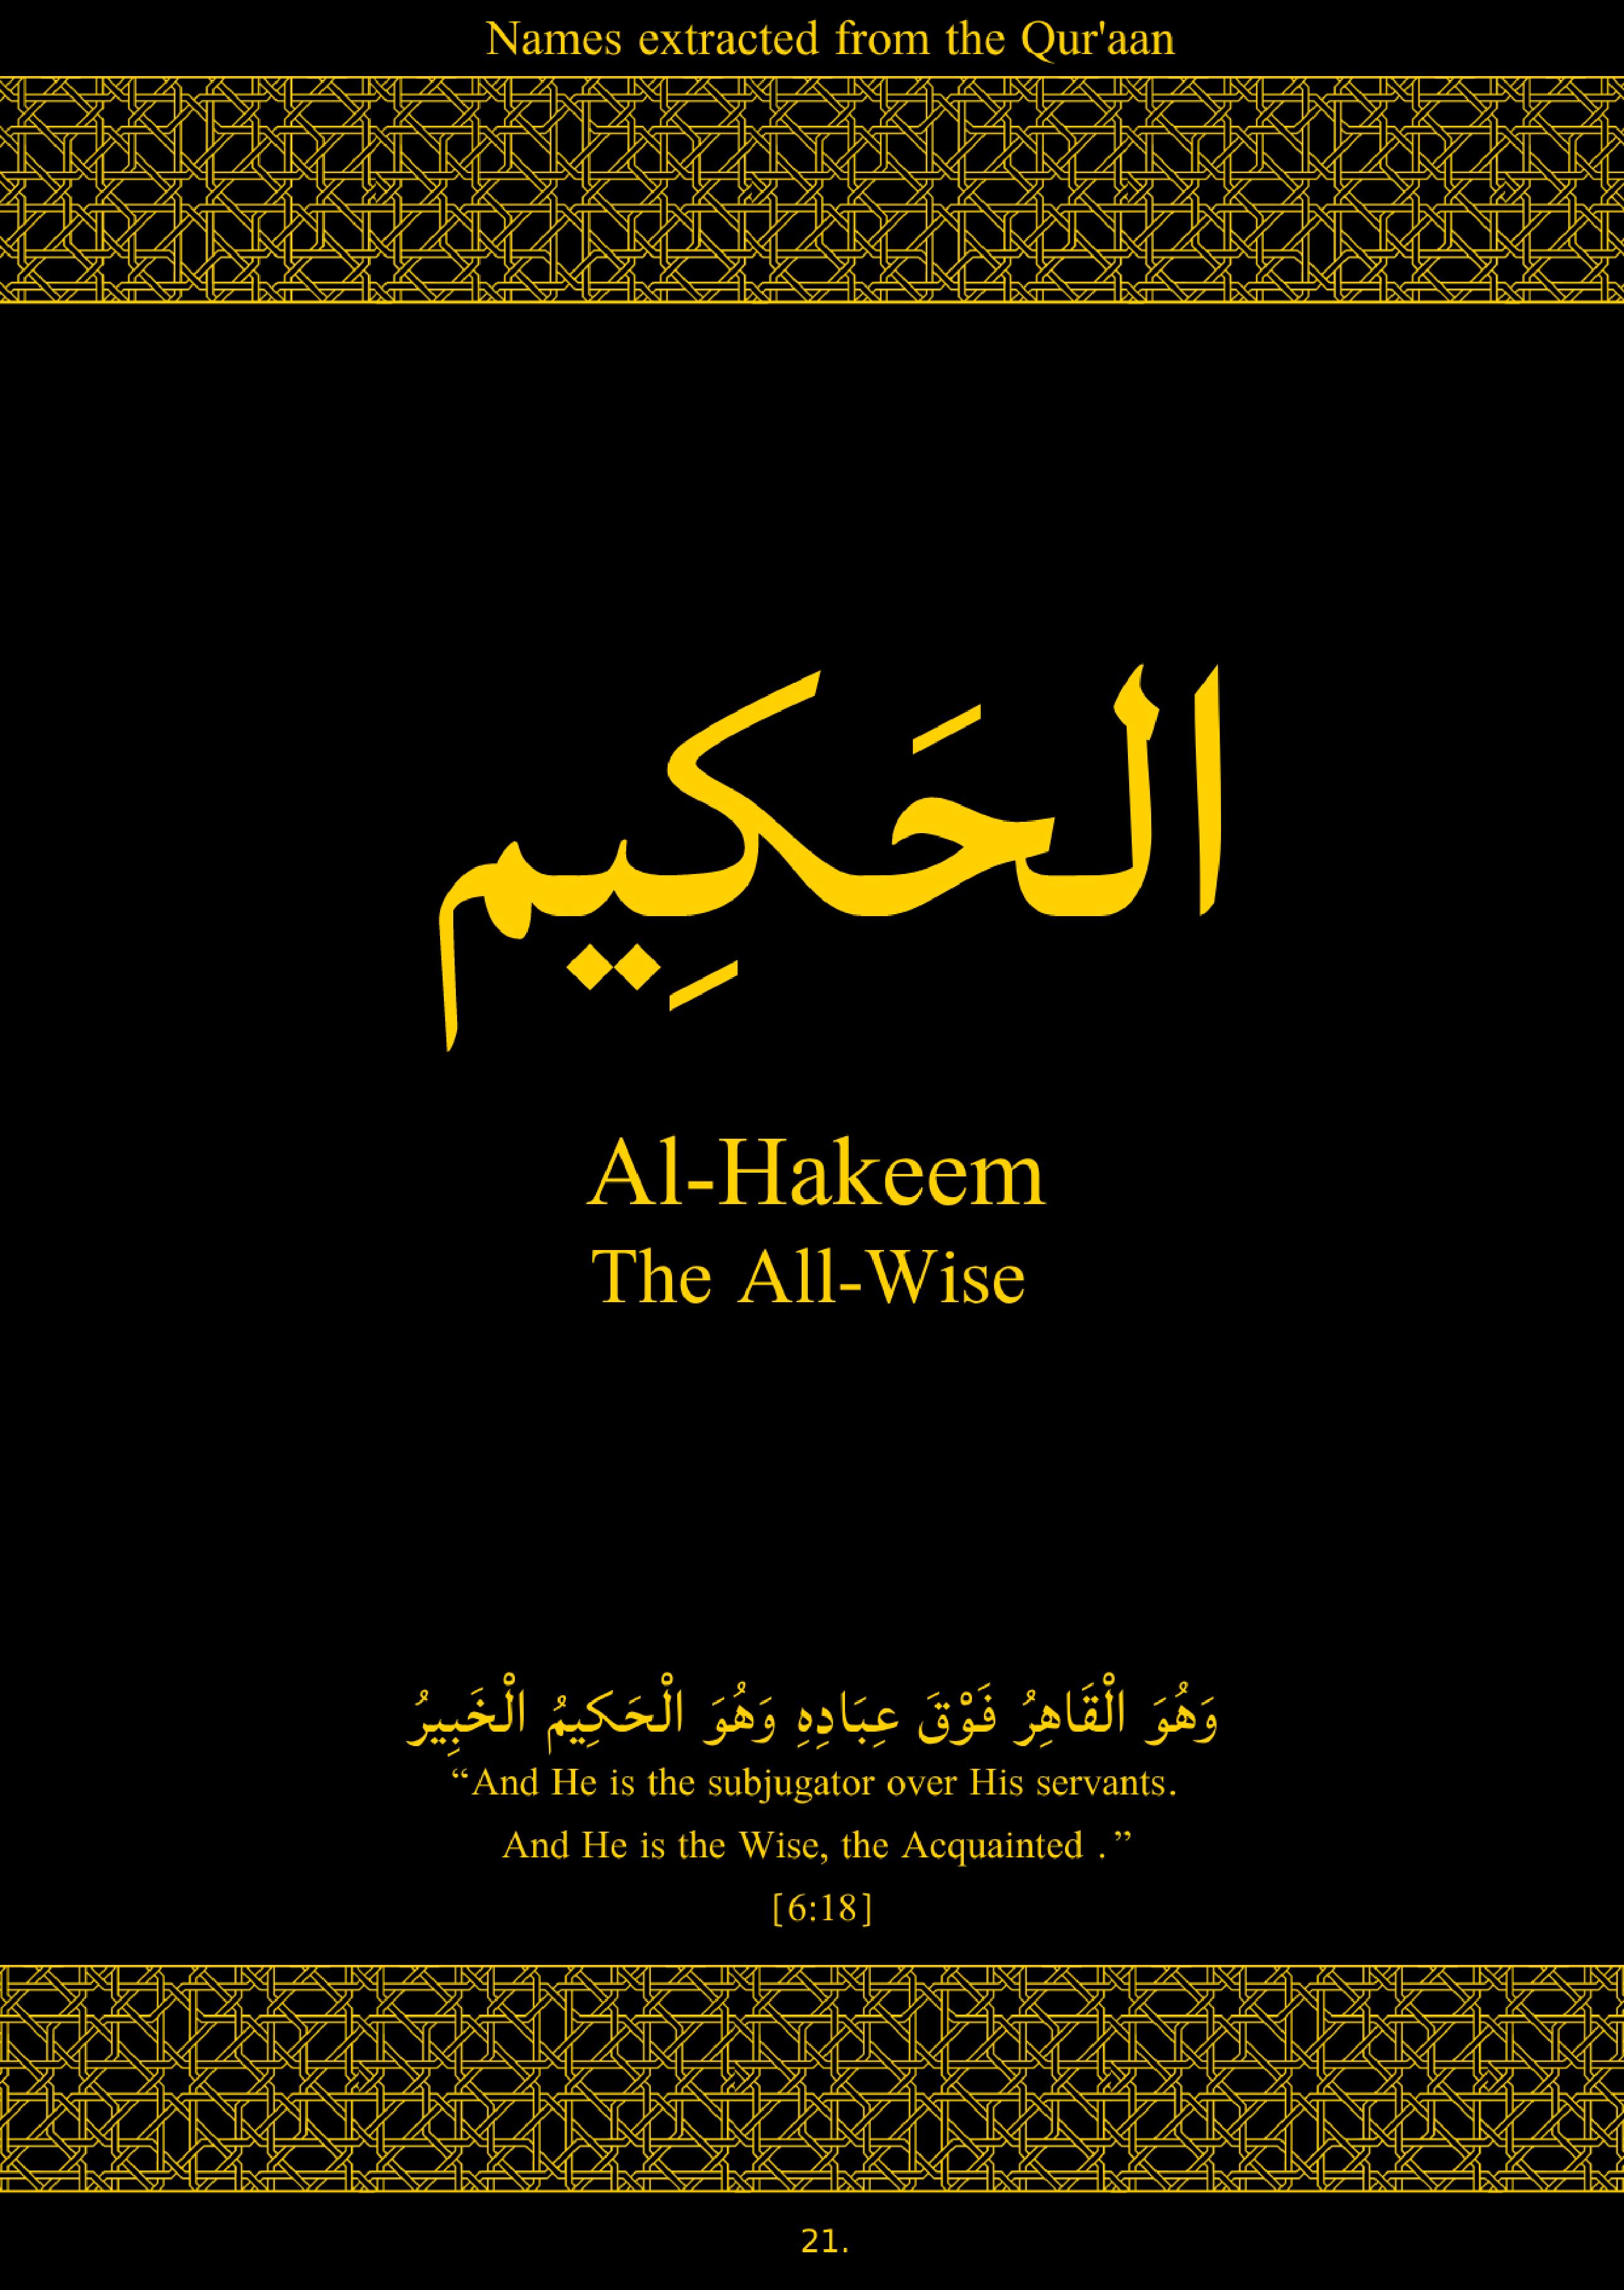 Names extracted from the Qur'aan
الحَكِيم
Al-Hakeem
The All-Wise
وَهُوَ الْقَاهِرُ فَوْقَ عِبَادِهِ وَهُوَ الْحَكِيمُ الْخَبِيرُ
“And He is the subjugator over His servants.
And He is the Wise, the Acquainted .”
[6:18]
21.